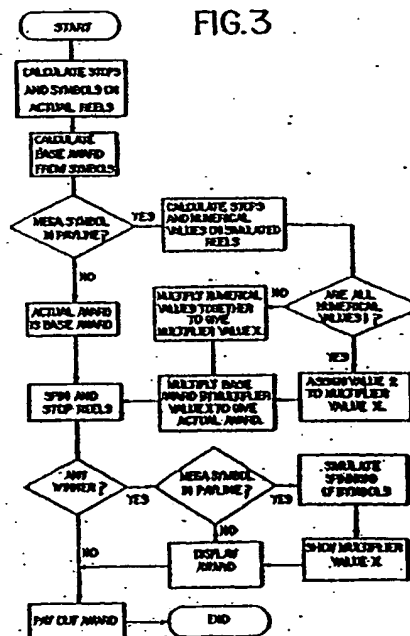 FIG.3
START
CALCULATE STOPS
AND SYMBOLS ON
ACTUAL REELS
CALCULATE
BASE AWARD
FROM SYMBOLS
MEGA SYMBOL
IN PAYLINE?
YES
CALCULATE STOPS
AND NUMERICAL
VALUES ON SIMULATED
REELS
NO
ACTUAL AWARD
IS BASE AWARD
MULTIPLY NUMERICAL
VALUES TOGETHER
TO GIVE
MULTIPLIER VALUE X.
NO
ARE ALL
NUMERICAL
VALUES 1?
YES
SPIN AND
STOP REELS
MULTIPLY BASE
AWARD BY MULTIPLIER
VALUE X TO GIVE
ACTUAL AWARD.
ASSIGN VALUE 2
TO MULTIPLIER
VALUE X.
ANY
WINNER?
YES
MEGA SYMBOL
IN PAYLINE?
YES
SIMULATE
SPINNING
OF SYMBOLS
NO
NO
DISPLAY
AWARD
SHOW MULTIPLIER
VALUE X
PAY OUT AWARD
END